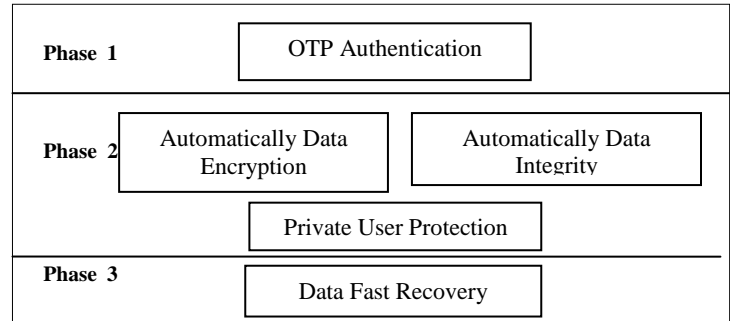 Phase 1
OTP Authentication
Phase 2
Automatically Data
Encryption
Automatically Data
Integrity
Private User Protection
Phase 3
Data Fast Recovery